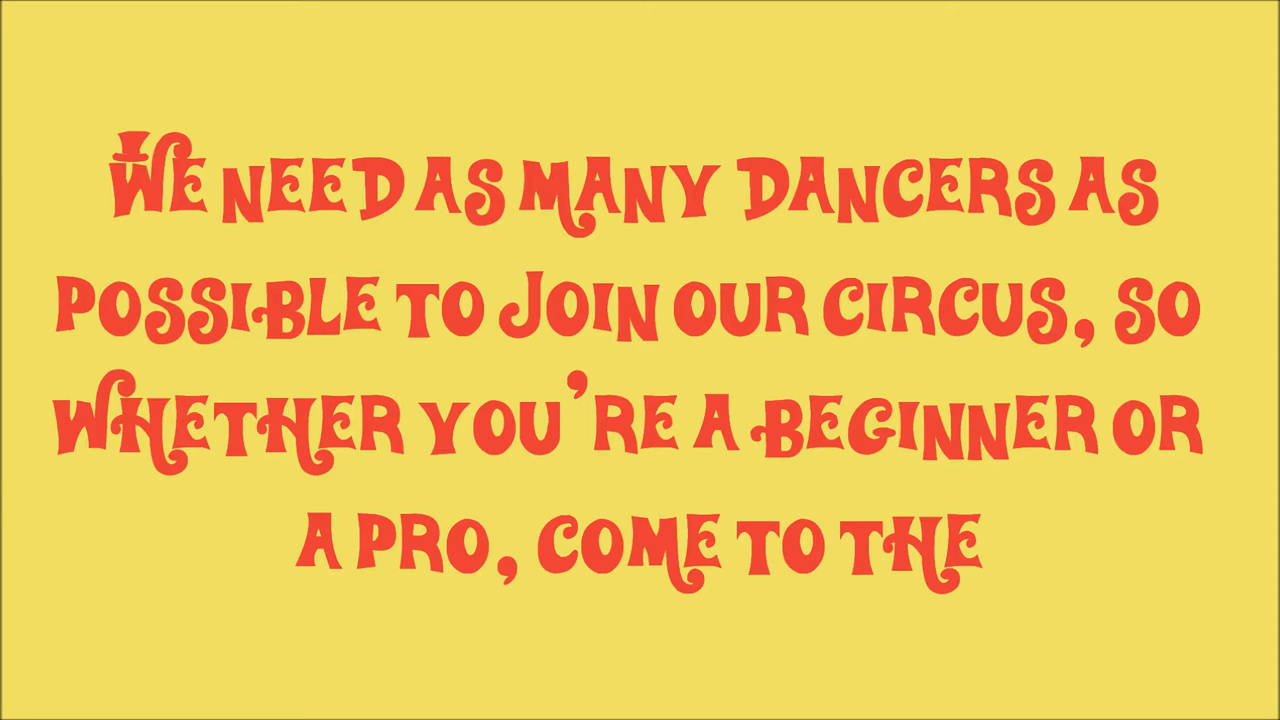 We need as many dancers as
possible to join our circus, so
whether you're a beginner or
a pro, come to the